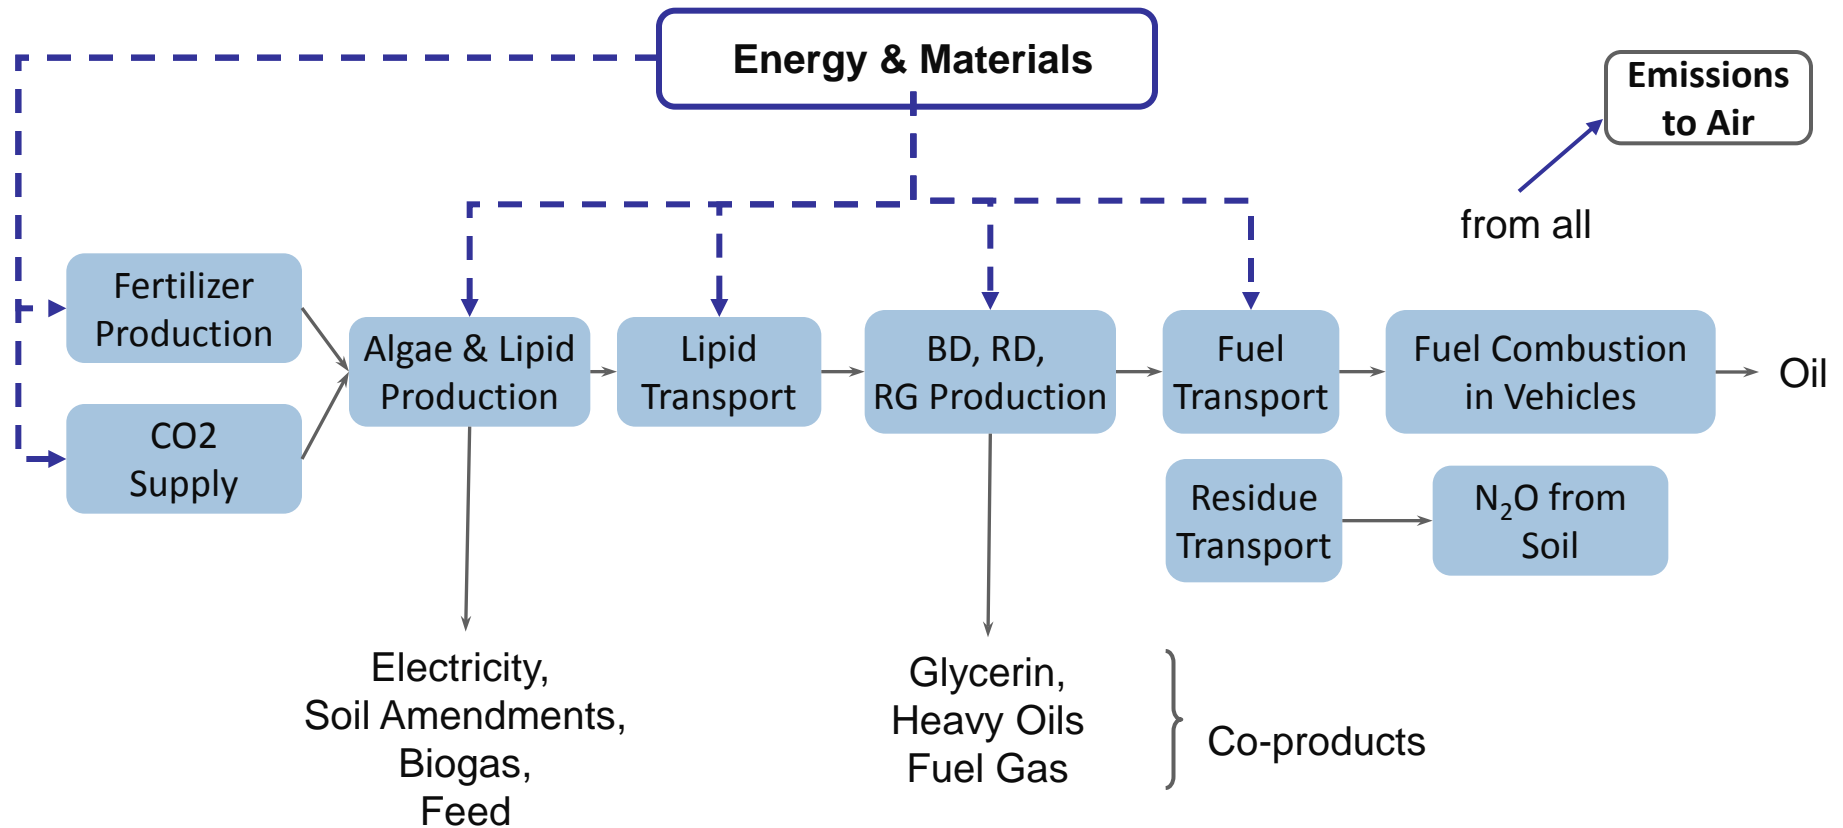 Energy & Materials
Emissions
to Air
from all
Fertilizer
Production
CO2
Supply
Algae & Lipid
Production
Lipid
Transport
BD, RD,
RG Production
Fuel
Transport
Fuel Combustion
in Vehicles
Oil
Residue
Transport
N₂O from
Soil
Electricity,
Soil Amendments,
Biogas,
Feed
Glycerin,
Heavy Oils
Fuel Gas
Co-products